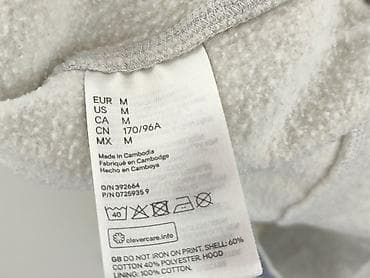 EUR M
US M
CA M
CN 170/96A
MX M
Made in Cambodia
Fabriqué en Cambodge
Hecho en Camboya
O/N 392664
P/N 0725935 9
40
clevercare.info
GB DO NOT IRON ON PRINT, SHELL: 60%
COTTON 40% POLYESTER HOOD
LINING: 100% COTTON.